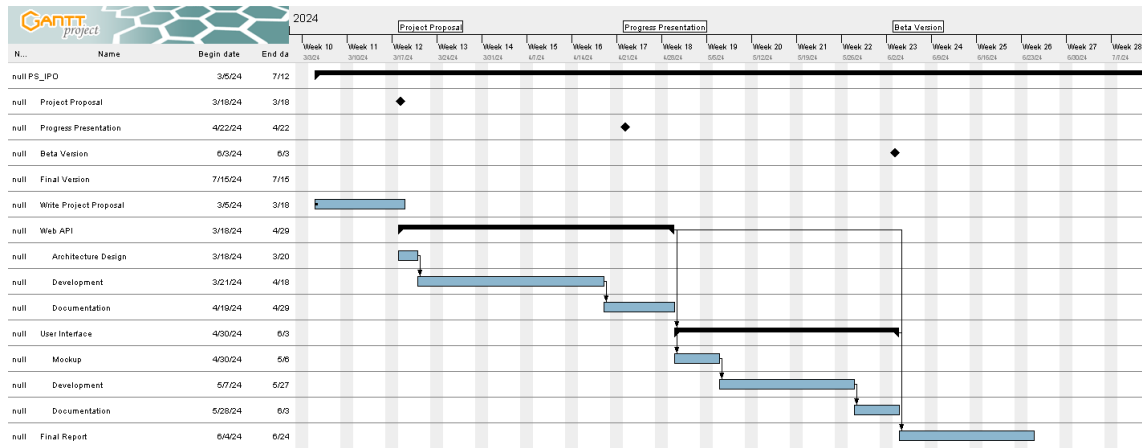 GANTT project
2024
Project Proposal Progress Presentation Beta Version
Week 10 Week 11 Week 12 Week 13 Week 14 Week 15 Week 16 Week 17 Week 18 Week 19 Week 20 Week 21 Week 22 Week 23 Week 24 Week 25 Week 26 Week 27 Week 28
N... Name Begin date End da
3/3/24 3/10/24 3/17/24 3/24/24 3/31/24 4/7/24 4/14/24 4/21/24 4/28/24 5/5/24 5/12/24 5/19/24 5/26/24 6/2/24 6/9/24 6/16/24 6/23/24 6/30/24 7/7/24
null PS_IPO 3/5/24 7/12
null Project Proposal 3/18/24 3/18
null Progress Presentation 4/22/24 4/22
null Beta Version 6/3/24 6/3
null Final Version 7/15/24 7/15
null Write Project Proposal 3/5/24 3/18
null Web API 3/18/24 4/29
null Architecture Design 3/18/24 3/20
null Development 3/21/24 4/18
null Documentation 4/19/24 4/29
null User Interface 4/30/24 6/3
null Mockup 4/30/24 5/6
null Development 5/7/24 5/27
null Documentation 5/28/24 6/3
null Final Report 6/4/24 6/24